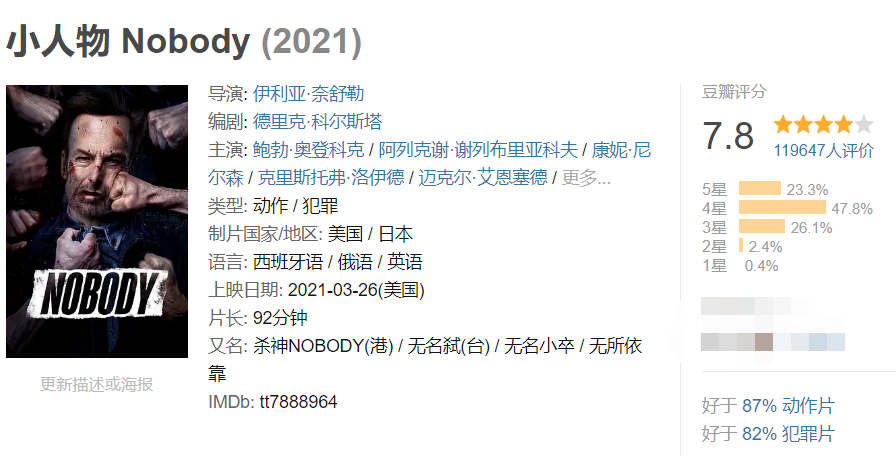 小人物 Nobody (2021)
NOBODY
更新描述或海报
导演: 伊利亚·奈舒勒
编剧: 德里克·科尔斯塔
主演: 鲍勃·奥登科克 / 阿列克谢·谢列布里亚科夫 / 康妮·尼
尔森 / 克里斯托弗·洛伊德 / 迈克尔·艾恩塞德 / 更多...
类型: 动作 / 犯罪
制片国家/地区: 美国 / 日本
语言: 西班牙语 / 俄语 / 英语
上映日期: 2021-03-26(美国)
片长: 92分钟
又名: 杀神NOBODY(港) / 无名弑(台) / 无名小卒 / 无所依
靠
IMDb: tt7888964
豆瓣评分
7.8
119647人评价
5星 23.3%
4星 47.8%
3星 26.1%
2星 2.4%
1星 0.4%
好于 87% 动作片
好于 82% 犯罪片